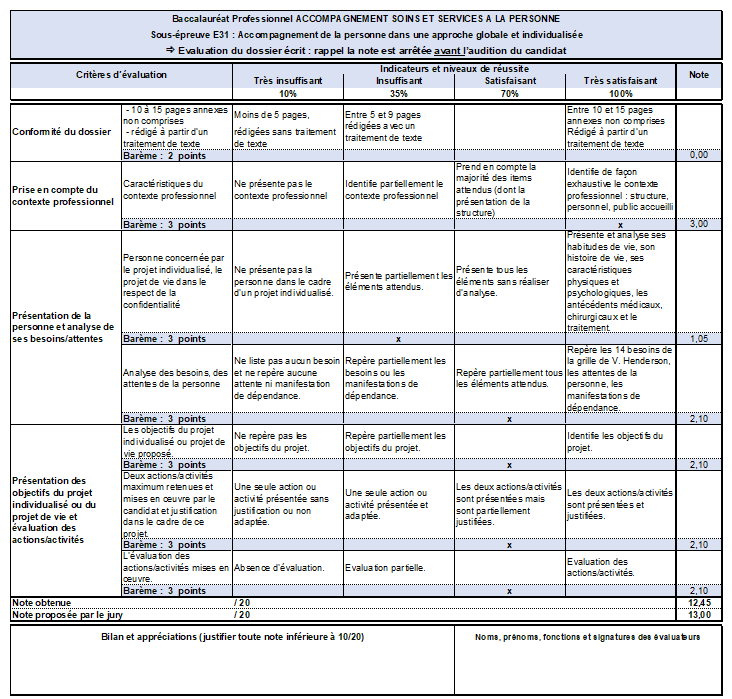 Baccalauréat Professionnel ACCOMPAGNEMENT SOINS ET SERVICES A LA PERSONNE
Sous-épreuve E31 : Accompagnement de la personne dans une approche globale et individualisée
⇒ Evaluation du dossier écrit : rappel la note est arrêtée avant l'audition du candidat
Critères d'évaluation
Indicateurs et niveaux de réussite
Note
Très insuffisant
Insuffisant
Satisfaisant
Très satisfaisant
10%
35%
70%
100%
Conformité du dossier
- 10 à 15 pages annexes
non comprises
- rédigé à partir d'un
traitement de texte
Moins de 5 pages,
rédigées sans traitement
de texte
Entre 5 et 9 pages
rédigées avec un
traitement de texte
Entre 10 et 15 pages
annexes non comprises
Rédigé à partir d'un
traitement de texte
Barème : 2 points
0,00
Prise en compte du
contexte professionnel
Caractéristiques du
contexte professionnel
Ne présente pas le
contexte professionnel
Identifie partiellement le
contexte professionnel
Prend en compte la
majorité des items
attendus (dont la
présentation de la
structure)
Identifie de façon
exhaustive le contexte
professionnel : structure,
personnel, public accueilli
Barème : 3 points
x
3,00
Présentation de la
personne et analyse de
ses besoins/attentes
Personne concernée par
le projet individualisé, le
projet de vie dans le
respect de la
confidentialité
Ne présente pas la
personne dans le cadre
d'un projet individualisé.
Présente partiellement les
éléments attendus.
Présente tous les
éléments sans réaliser
d'analyse.
Présente et analyse ses
habitudes de vie, son
histoire de vie, ses
caractéristiques
physiques et
psychologiques, les
antécédents médicaux,
chirurgicaux et le
traitement.
Barème : 3 points
x
1,05
Analyse des besoins, des
attentes de la personne
Ne liste pas aucun besoin
et ne repère aucune
attente ni manifestation
de dépendance.
Repère partiellement les
besoins ou les
manifestations de
dépendance.
Repère partiellement tous
les éléments attendus.
Repère les 14 besoins de
la grille de V. Henderson,
les attentes de la
personne, les
manifestations de
dépendance.
Barème : 3 points
x
2,10
Présentation des
objectifs du projet
individualisé ou du
projet de vie et
évaluation des
actions/activités
Les objectifs du projet
individualisé ou projet de
vie proposé.
Ne repère pas les
objectifs du projet.
Repère partiellement les
objectifs du projet.
Identifie les objectifs du
projet.
Barème : 3 points
x
2,10
Deux actions/activités
maximum retenues et
mises en œuvre par le
candidat et justification
dans le cadre de ce
projet.
Une seule action ou
activité présentée sans
justification ou non
adaptée.
Une seule action ou
activité présentée et
adaptée.
Les deux actions/activités
sont présentées mais
sont partiellement
justifiées.
Les deux actions/activités
sont présentées et
justifiées.
Barème : 3 points
x
2,10
L'évaluation des
actions/activités mises en
œuvre.
Absence d'évaluation.
Evaluation partielle.
Evaluation des
actions/activités.
Barème : 3 points
x
2,10
Note obtenue / 20 12,45
Note proposée par le jury / 20 13,00
Bilan et appréciations (justifier toute note inférieure à 10/20)
Noms, prénoms, fonctions et signatures des évaluateurs